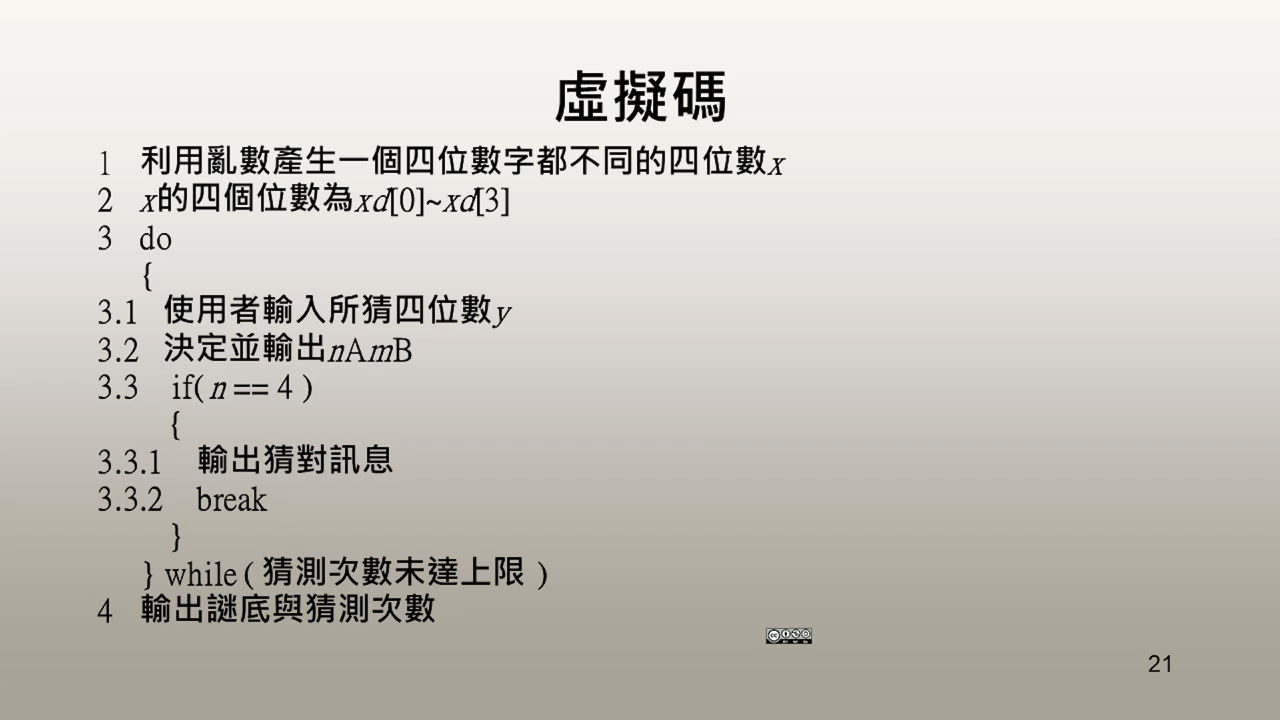 虛擬碼
1 利用亂數產生一個四位數字都不同的四位數x
2 x的四個位數為xd[0]~xd[3]
3 do
{
3.1 使用者輸入所猜四位數y
3.2 決定並輸出nAmB
3.3 if( n == 4 )
{
3.3.1 輸出猜對訊息
3.3.2 break
}
} while ( 猜測次數未達上限 )
4 輸出謎底與猜測次數
21